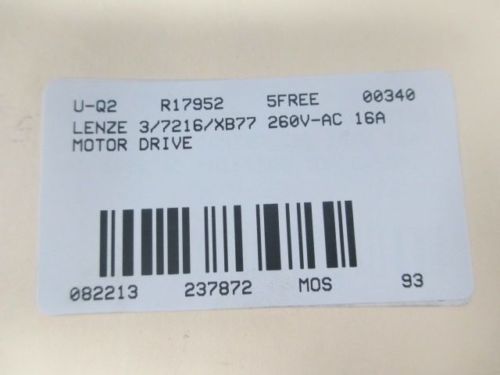 U-Q2 R17952 5FREE 00340
LENZE 3/7216/XB77 260V-AC 16A
MOTOR DRIVE
082213 237872 MOS 93